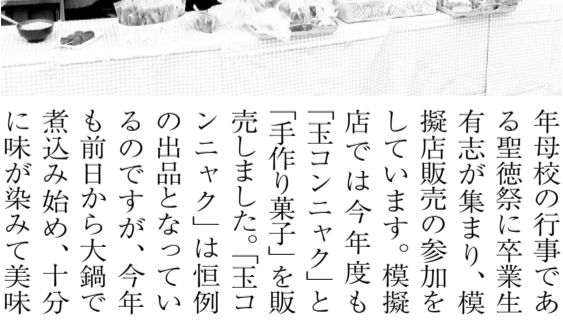 年母校の行事であ
る聖徳祭に卒業生
有志が集まり、模
擬店販売の参加を
しています。模擬
店では今年度も
「玉コンニャク」と
「手作り菓子」を販
売しました。「玉コ
ンニャク」は恒例
の出品となってい
るのですが、今年
も前日から大鍋で
煮込み始め、十分
に味が染みて美味